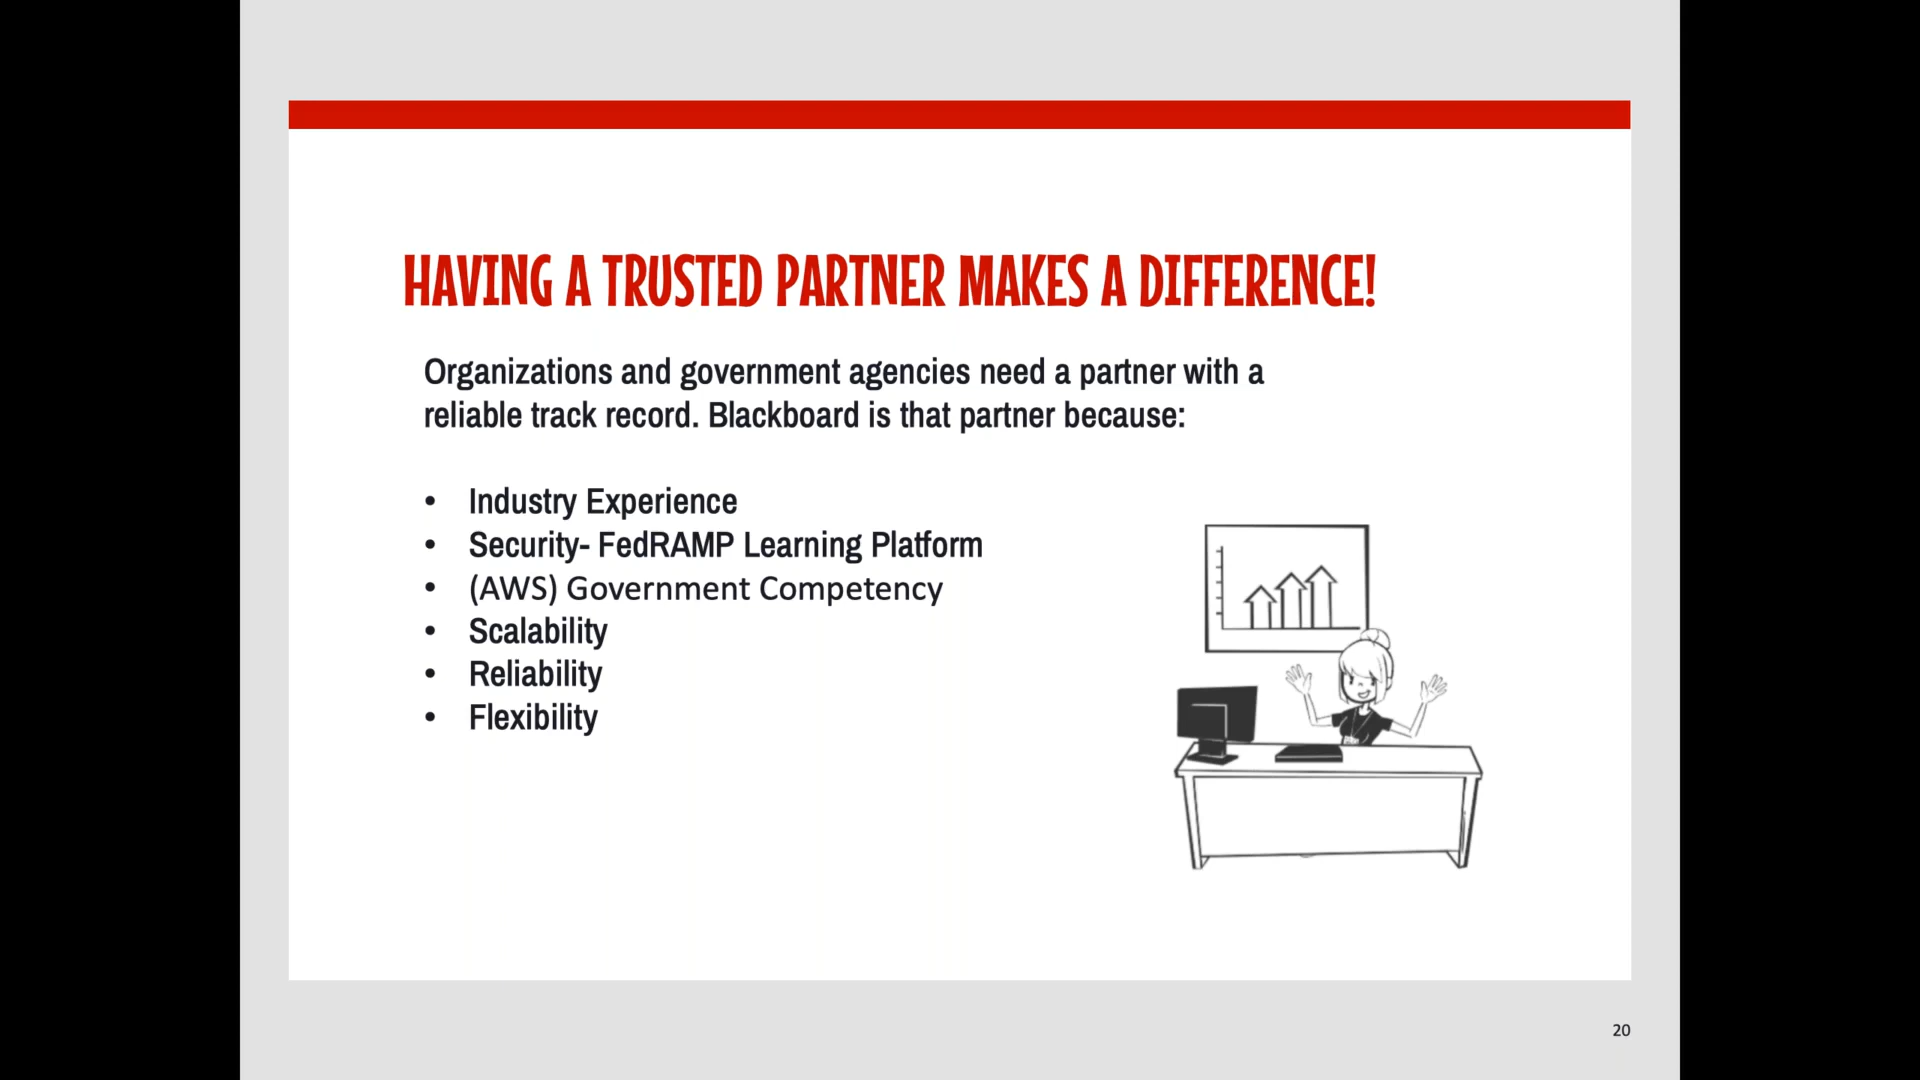 HAVING A TRUSTED PARTNER MAKES A DIFFERENCE!
Organizations and government agencies need a partner with a
reliable track record. Blackboard is that partner because:
• Industry Experience
• Security- FedRAMP Learning Platform
• (AWS) Government Competency
• Scalability
• Reliability
• Flexibility
20